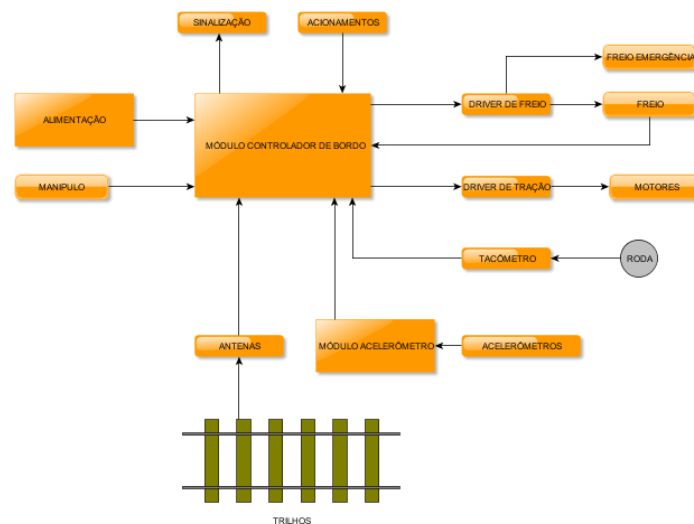 SINALIZAÇÃO
ACIONAMENTOS
FREIO EMERGÊNCIA
ALIMENTAÇÃO
DRIVER DE FREIO
FREIO
MÓDULO CONTROLADOR DE BORDO
MANIPULO
DRIVER DE TRAÇÃO
MOTORES
TACÔMETRO
RODA
ANTENAS
MÓDULO ACELERÔMETRO
ACELERÔMETROS
TRILHOS